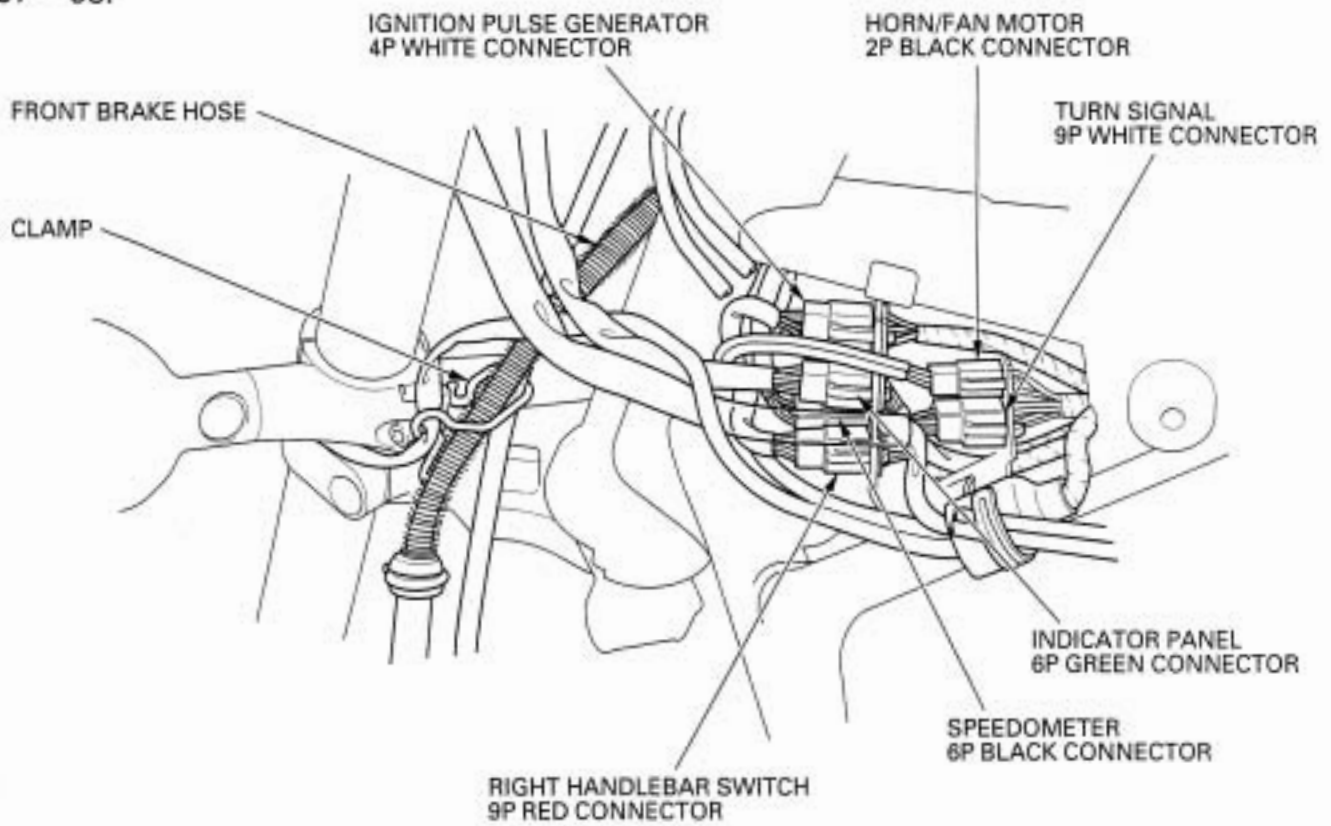 IGNITION PULSE GENERATOR
4P WHITE CONNECTOR
HORN/FAN MOTOR
2P BLACK CONNECTOR
FRONT BRAKE HOSE
TURN SIGNAL
9P WHITE CONNECTOR
CLAMP
INDICATOR PANEL
6P GREEN CONNECTOR
SPEEDOMETER
6P BLACK CONNECTOR
RIGHT HANDLEBAR SWITCH
9P RED CONNECTOR